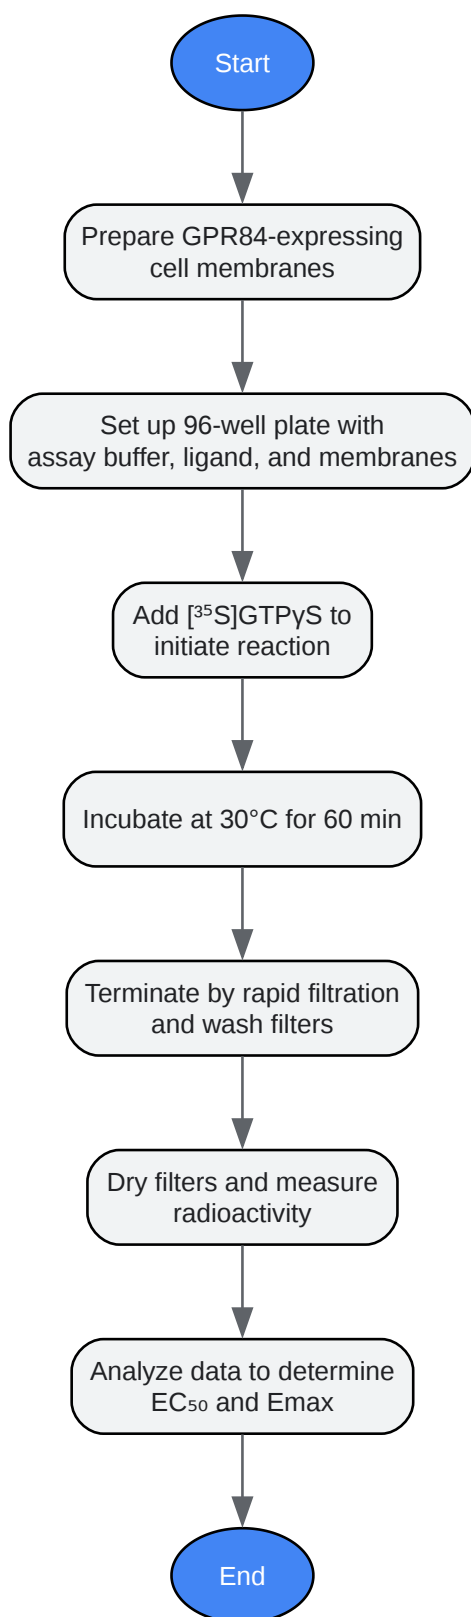 Start
Prepare GPR84-expressing
cell membranes
Set up 96-well plate with
assay buffer, ligand, and membranes
Add [³⁵S]GTPγS to
initiate reaction
Incubate at 30°C for 60 min
Terminate by rapid filtration
and wash filters
Dry filters and measure
radioactivity
Analyze data to determine
EC₅₀ and Emax
End